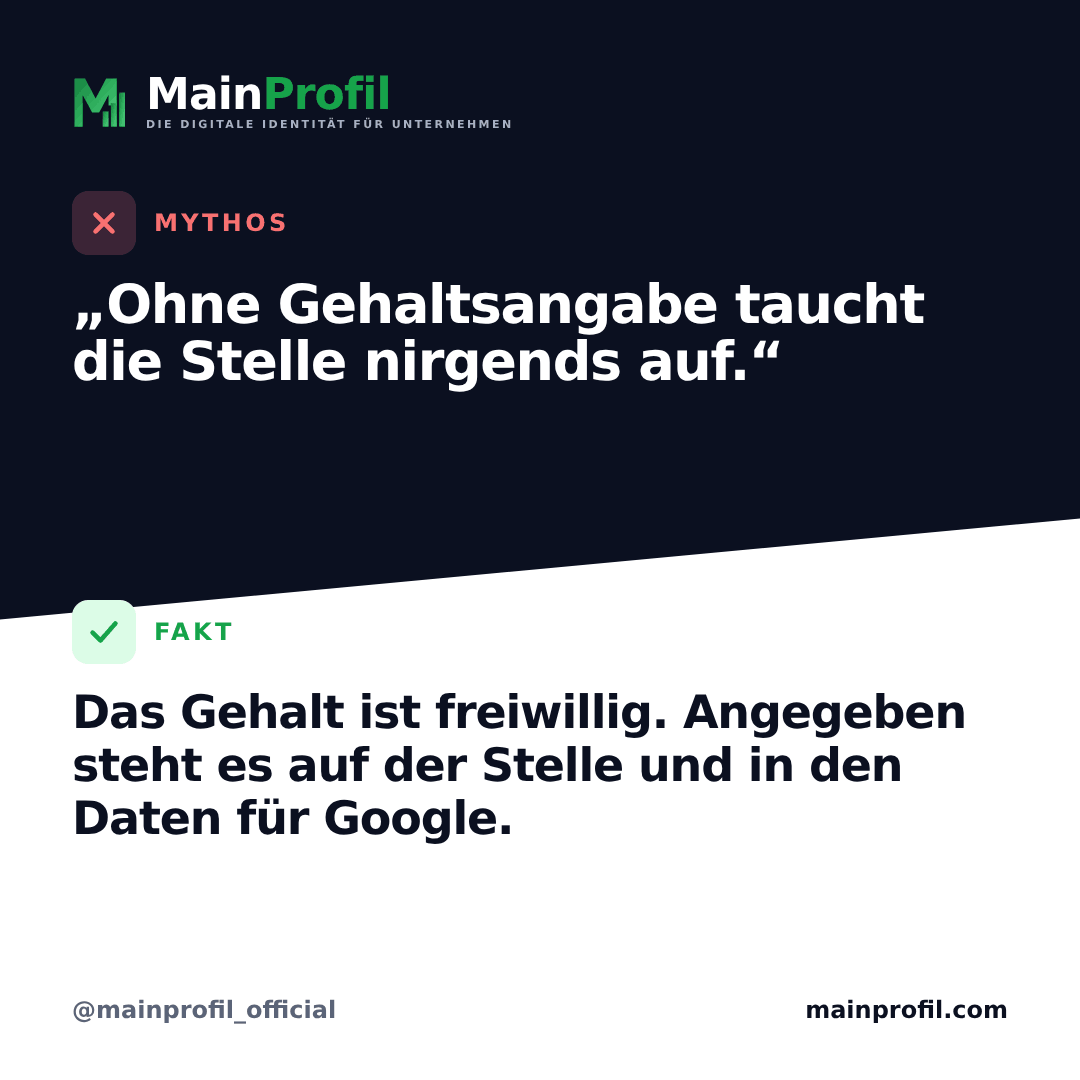 MainProfil
DIE DIGITALE IDENTITÄT FÜR UNTERNEHMEN
MYTHOS
„Ohne Gehaltsangabe taucht
die Stelle nirgends auf.“
FAKT
Das Gehalt ist freiwillig. Angegeben
steht es auf der Stelle und in den
Daten für Google.
@mainprofil_official
mainprofil.com